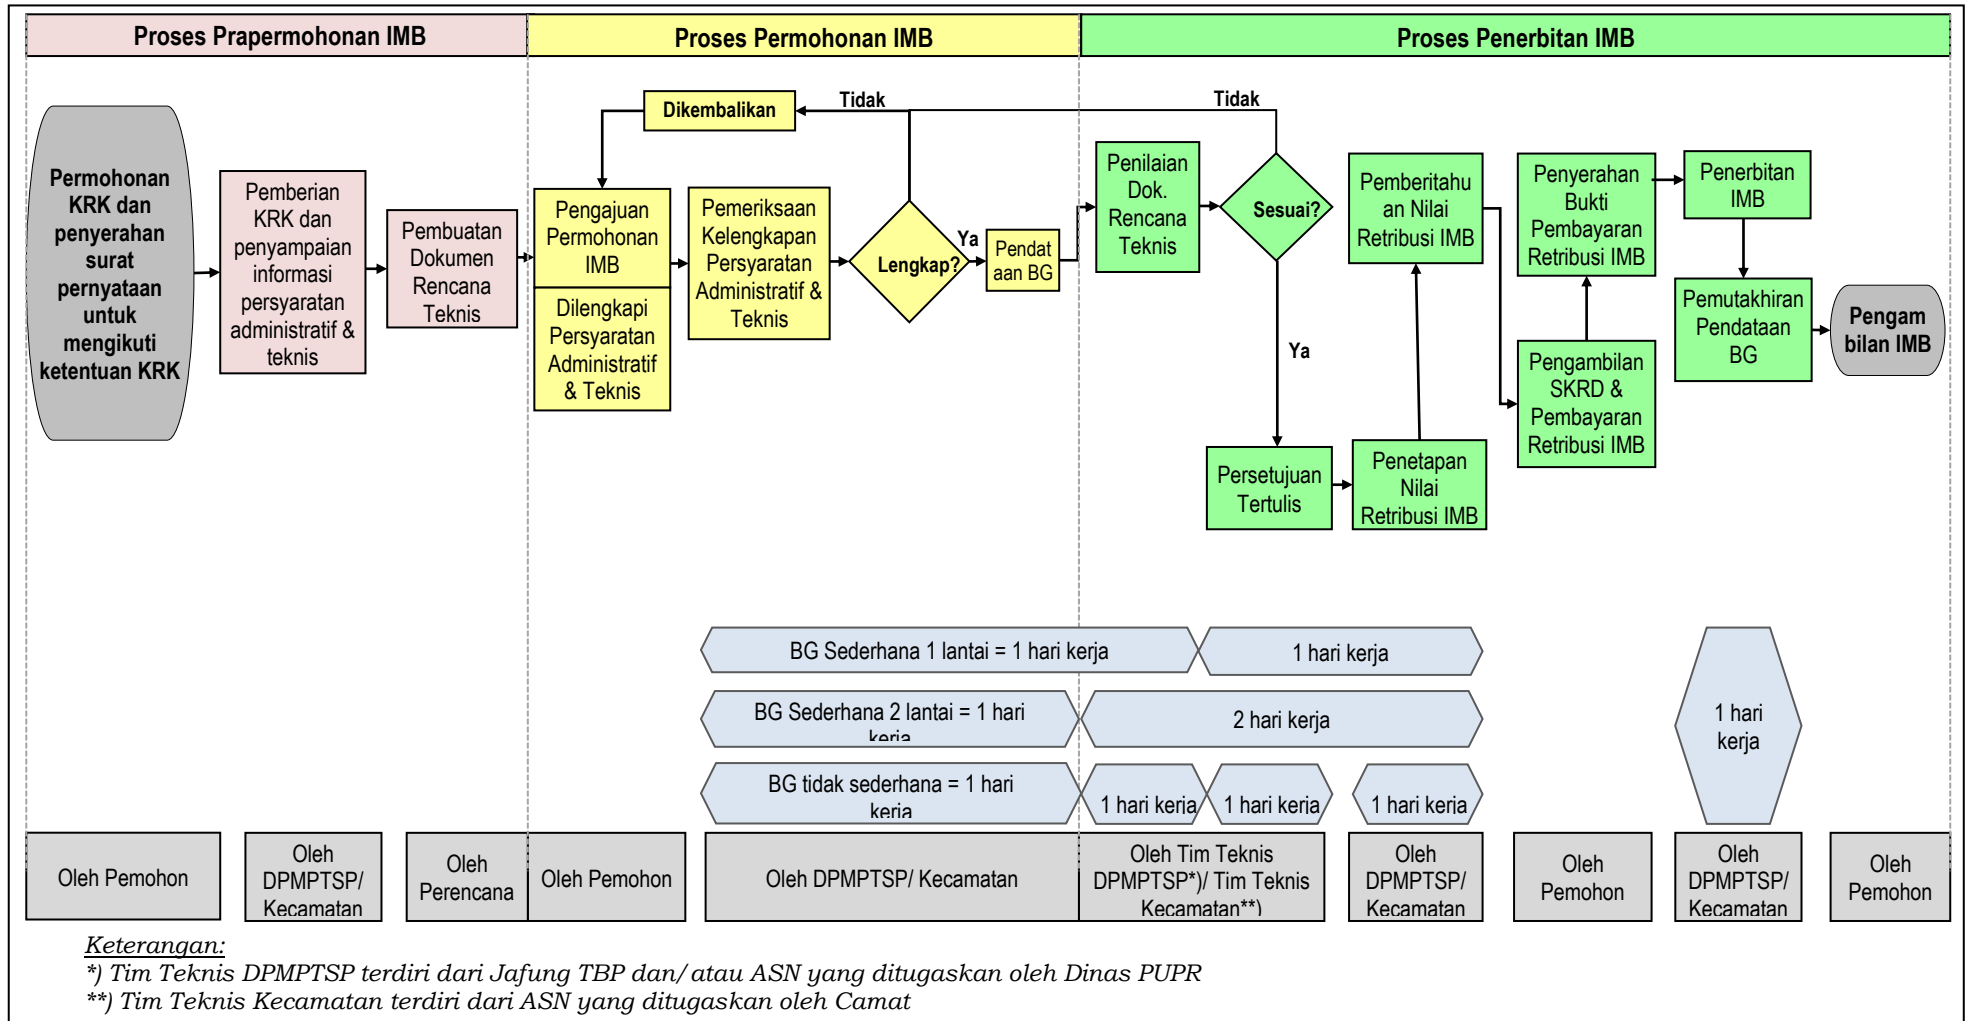 Proses Prapermohonan IMB
Proses Permohonan IMB
Proses Penerbitan IMB
Permohonan
KRK dan
penyerahan
surat
pernyataan
untuk
mengikuti
ketentuan KRK
Pemberian
KRK dan
penyampaian
informasi
persyaratan
administratif &
teknis
Pembuatan
Dokumen
Rencana
Teknis
Dikembalikan
Tidak
Pengajuan
Permohonan
IMB
Dilengkapi
Persyaratan
Administratif
& Teknis
Pemeriksaan
Kelengkapan
Persyaratan
Administratif &
Teknis
Lengkap?
Ya
Pendat
aan BG
Tidak
Penilaian
Dok.
Rencana
Teknis
Sesuai?
Ya
Persetujuan
Tertulis
Penetapan
Nilai
Retribusi IMB
Pemberitahu
an Nilai
Retribusi IMB
Pengambilan
SKRD &
Pembayaran
Retribusi IMB
Penyerahan
Bukti
Pembayaran
Retribusi IMB
Penerbitan
IMB
Pemutakhiran
Pendataan
BG
Pengam
bilan IMB
BG Sederhana 1 lantai = 1 hari kerja
1 hari kerja
BG Sederhana 2 lantai = 1 hari
kerja
2 hari kerja
BG tidak sederhana = 1 hari
kerja
1 hari kerja
1 hari kerja
1 hari kerja
1 hari
kerja
Oleh Pemohon
Oleh
DPMPTSP/
Kecamatan
Oleh
Perencana
Oleh Pemohon
Oleh DPMPTSP/ Kecamatan
Oleh Tim Teknis
DPMPTSP*)/ Tim Teknis
Kecamatan**)
Oleh
DPMPTSP/
Kecamatan
Oleh
Pemohon
Oleh
DPMPTSP/
Kecamatan
Oleh
Pemohon
Keterangan:
*) Tim Teknis DPMPTSP terdiri dari Jafung TBP dan/atau ASN yang ditugaskan oleh Dinas PUPR
**) Tim Teknis Kecamatan terdiri dari ASN yang ditugaskan oleh Camat